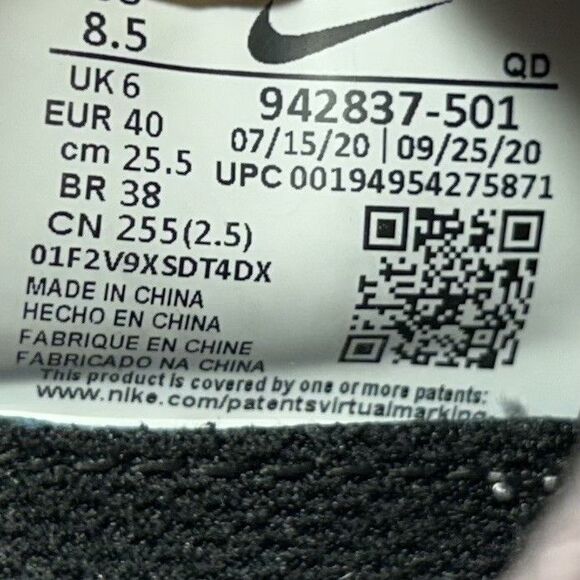 8.5
UK 6
EUR 40
cm 25.5
BR 38
CN 255(2.5)
01F2V9XSDT4DX
MADE IN CHINA
HECHO EN CHINA
FABRIQUE EN CHINE
FABRICADO NA CHINA
QD
942837-501
07/15/20 | 09/25/20
UPC 00194954275871
This product is covered by one or more patents:
www.nike.com/patentsvirtualmarking